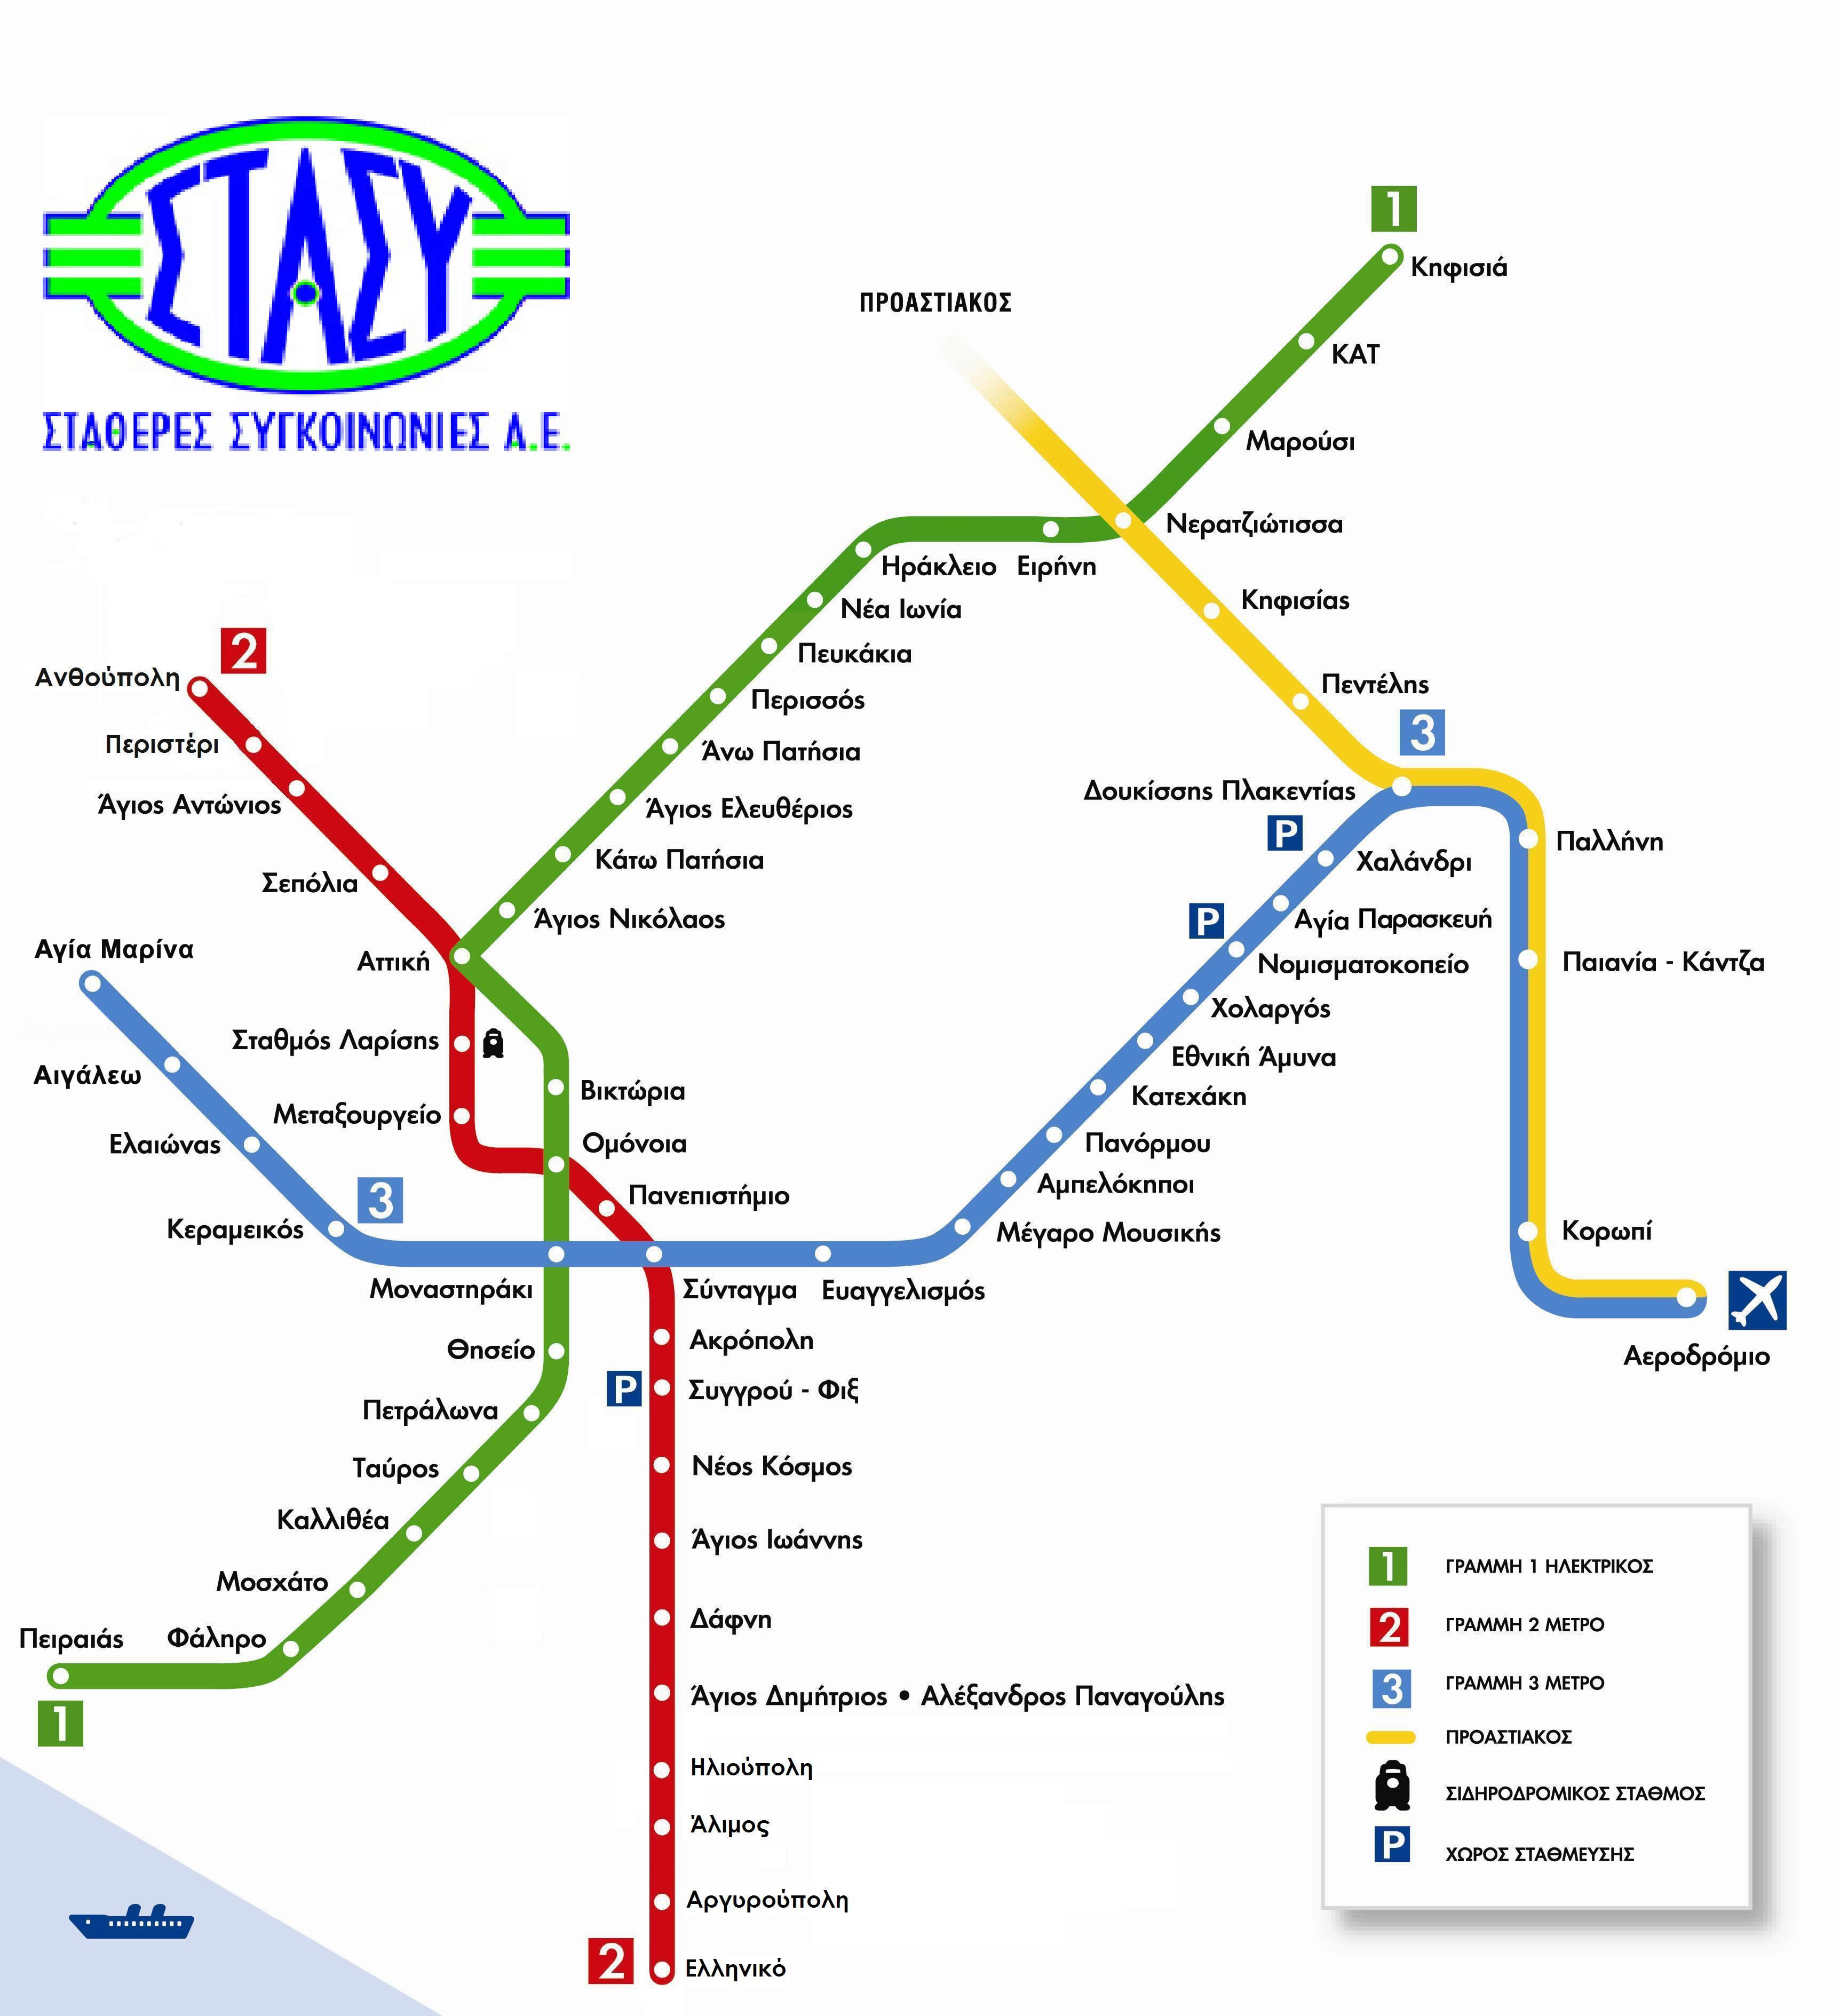 ΣΤΑΣΥ
ΣΤΑΘΕΡΕΣ ΣΥΓΚΟΙΝΩΝΙΕΣ Α.Ε.
1
Κηφισιά
ΠΡΟΑΣΤΙΑΚΟΣ
ΚΑΤ
Μαρούσι
Νερατζιώτισσα
Ηράκλειο Ειρήνη
Κηφισίας
Νέα Ιωνία
Πευκάκια
2
Ανθούπολη
Πεντέλης
Περισσός
3
Περιστέρι
Άνω Πατήσια
Δουκίσσης Πλακεντίας
Άγιος Αντώνιος
Άγιος Ελευθέριος
P
Παλλήνη
Κάτω Πατήσια
Χαλάνδρι
Σεπόλια
Άγιος Νικόλαος
P
Αγία Παρασκευή
Αγία Μαρίνα
Αττική
Νομισματοκοπείο
Παιανία - Κάντζα
Χολαργός
Σταθμός Λαρίσης
Εθνική Άμυνα
Αιγάλεω
Βικτώρια
Κατεχάκη
Μεταξουργείο
Ελαιώνας
Ομόνοια
Πανόρμου
Αμπελόκηποι
3
Πανεπιστήμιο
Κεραμεικός
Μέγαρο Μουσικής
Κορωπί
Μοναστηράκι
Σύνταγμα Ευαγγελισμός
Θησείο
Ακρόπολη
Αεροδρόμιο
P
Συγγρού - Φιξ
Πετράλωνα
Ταύρος
Νέος Κόσμος
Καλλιθέα
Άγιος Ιωάννης
Μοσχάτο
Δάφνη
Πειραιάς Φάληρο
1
Άγιος Δημήτριος • Αλέξανδρος Παναγούλης
Ηλιούπολη
Άλιμος
Αργυρούπολη
2
Ελληνικό
1 ΓΡΑΜΜΗ 1 ΗΛΕΚΤΡΙΚΟΣ
2 ΓΡΑΜΜΗ 2 ΜΕΤΡΟ
3 ΓΡΑΜΜΗ 3 ΜΕΤΡΟ
ΠΡΟΑΣΤΙΑΚΟΣ
ΣΙΔΗΡΟΔΡΟΜΙΚΟΣ ΣΤΑΘΜΟΣ
P ΧΩΡΟΣ ΣΤΑΘΜΕΥΣΗΣ